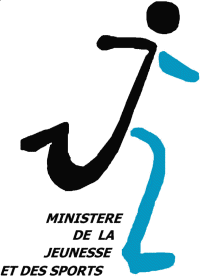 MINISTERE
DE LA
JEUNESSE
ET DES SPORTS